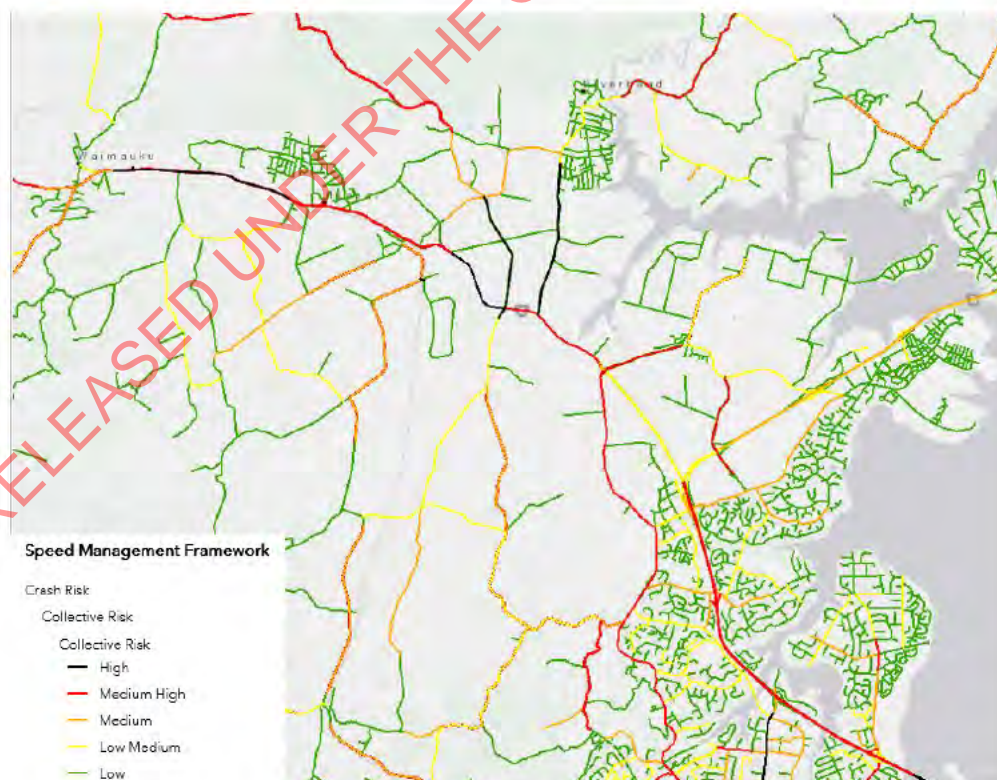 RELEASED UNDER THE
Waimauku
Speed Management Framework
Crash Risk
Collective Risk
Collective Risk
High
Medium High
Medium
Low Medium
Low